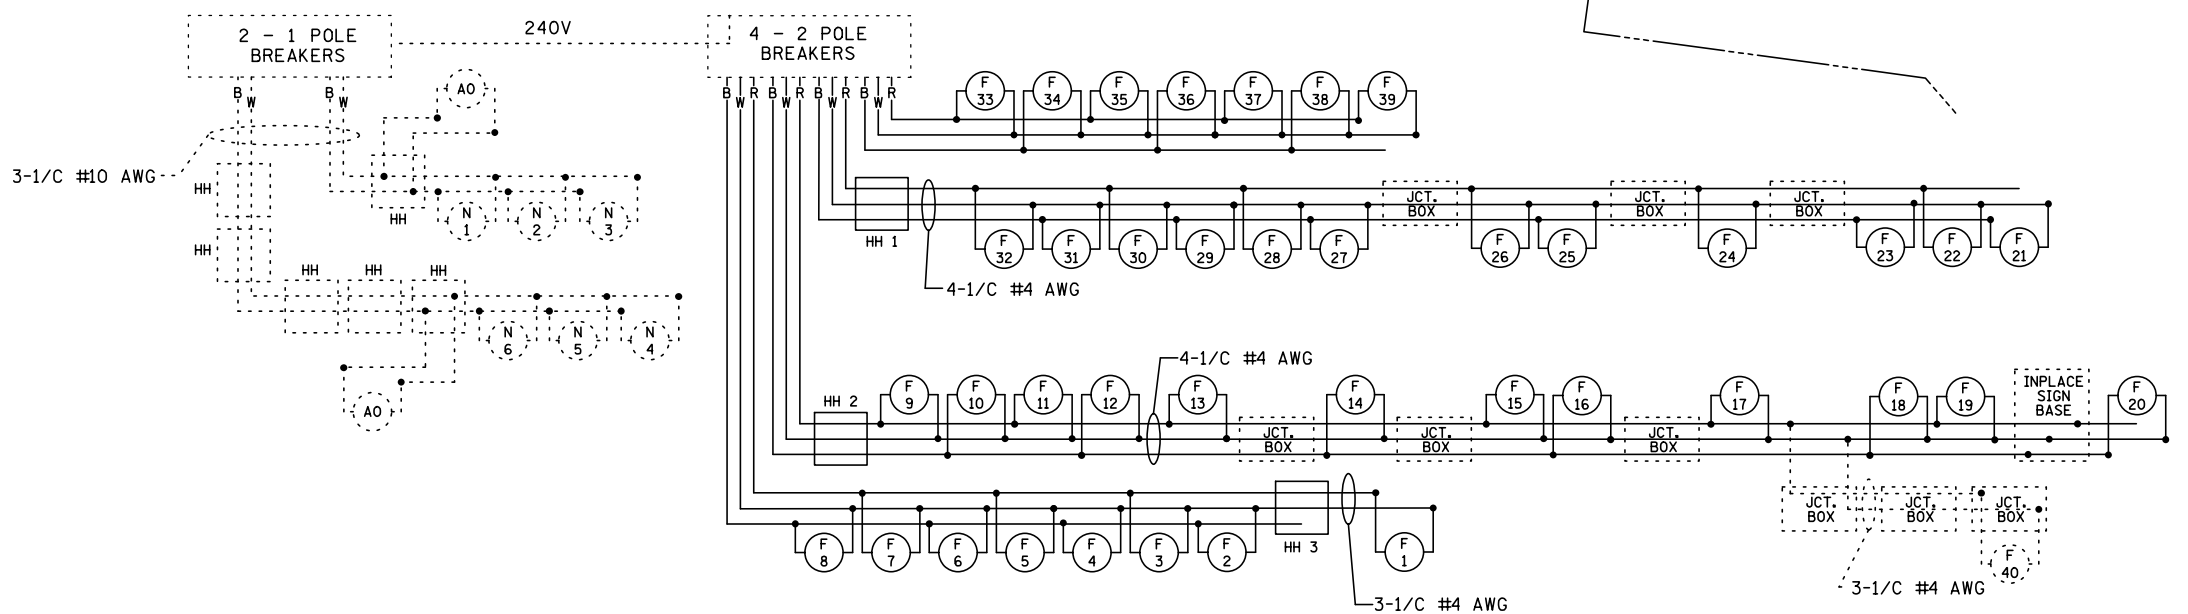 2 - 1 POLE
BREAKERS
240V
4 - 2 POLE
BREAKERS
B
W
B
W
AO
B
W
R
B
W
R
B
W
R
B
W
R
F
33
F
34
F
35
F
36
F
37
F
38
F
39
3-1/C #10 AWG
HH
HH
HH
N
1
N
2
N
3
HH 1
F
32
F
31
F
30
F
29
F
28
F
27
JCT.
BOX
F
26
F
25
JCT.
BOX
F
24
JCT.
BOX
F
23
F
22
F
21
4-1/C #4 AWG
HH
HH
HH
N
6
N
5
N
4
AO
4-1/C #4 AWG
HH 2
F
9
F
10
F
11
F
12
F
13
JCT.
BOX
F
14
JCT.
BOX
F
15
F
16
JCT.
BOX
F
17
F
18
F
19
INPLACE
SIGN
BASE
F
20
JCT.
BOX
JCT.
BOX
JCT.
BOX
F
40
3-1/C #4 AWG
F
8
F
7
F
6
F
5
F
4
F
3
F
2
HH 3
F
1
3-1/C #4 AWG